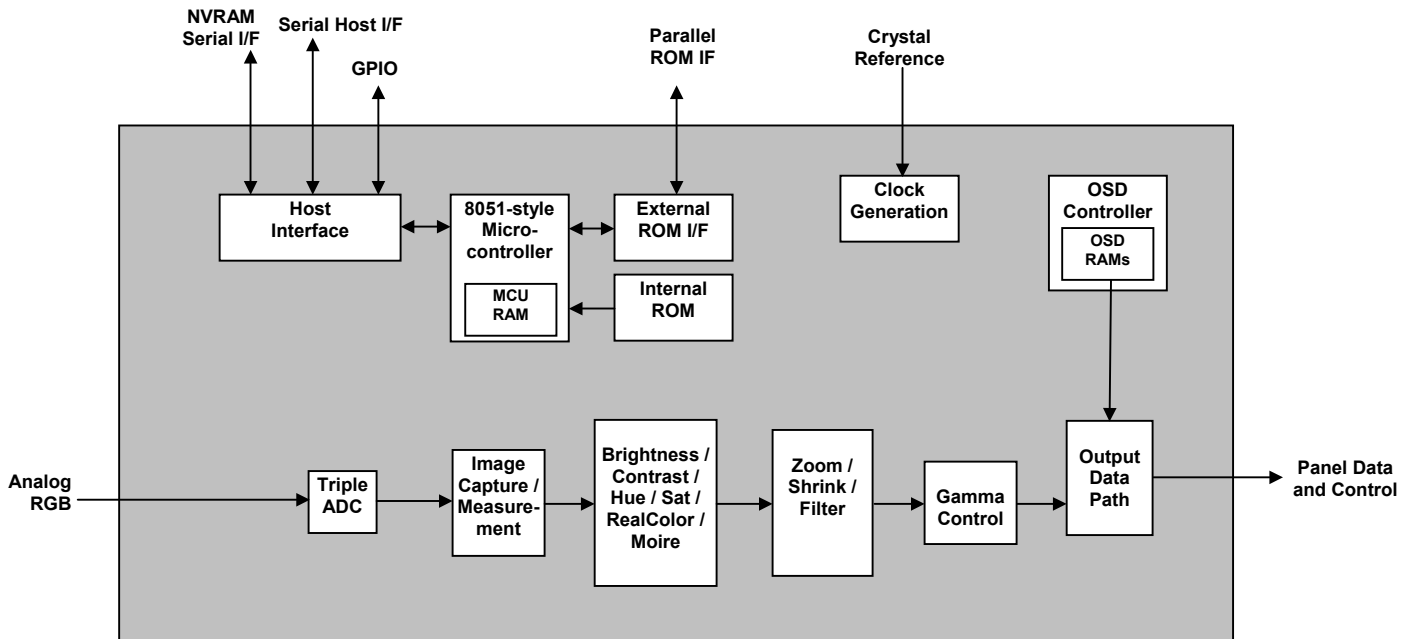 NVRAM
Serial I/F
Serial Host I/F
GPIO
Parallel
ROM IF
Crystal
Reference
Host
Interface
8051-style
Micro-
controller
MCU
RAM
External
ROM I/F
Internal
ROM
Clock
Generation
OSD
Controller
OSD
RAMs
Analog
RGB
Triple
ADC
Image
Capture /
Measure-
ment
Brightness /
Contrast /
Hue / Sat /
RealColor /
Moire
Zoom /
Shrink /
Filter
Gamma
Control
Output
Data
Path
Panel Data
and Control